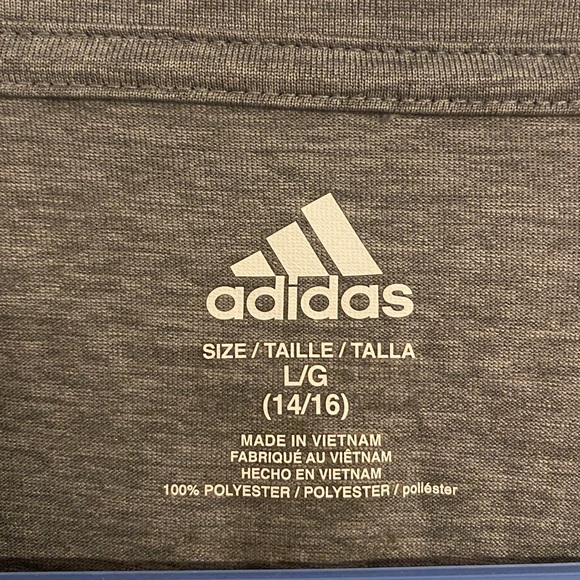 adidas
SIZE / TAILLE / TALLA
L/G
(14/16)
MADE IN VIETNAM
FABRIQUÉ AU VIÊTNAM
HECHO EN VIETNAM
100% POLYESTER / POLYESTER / poliéster